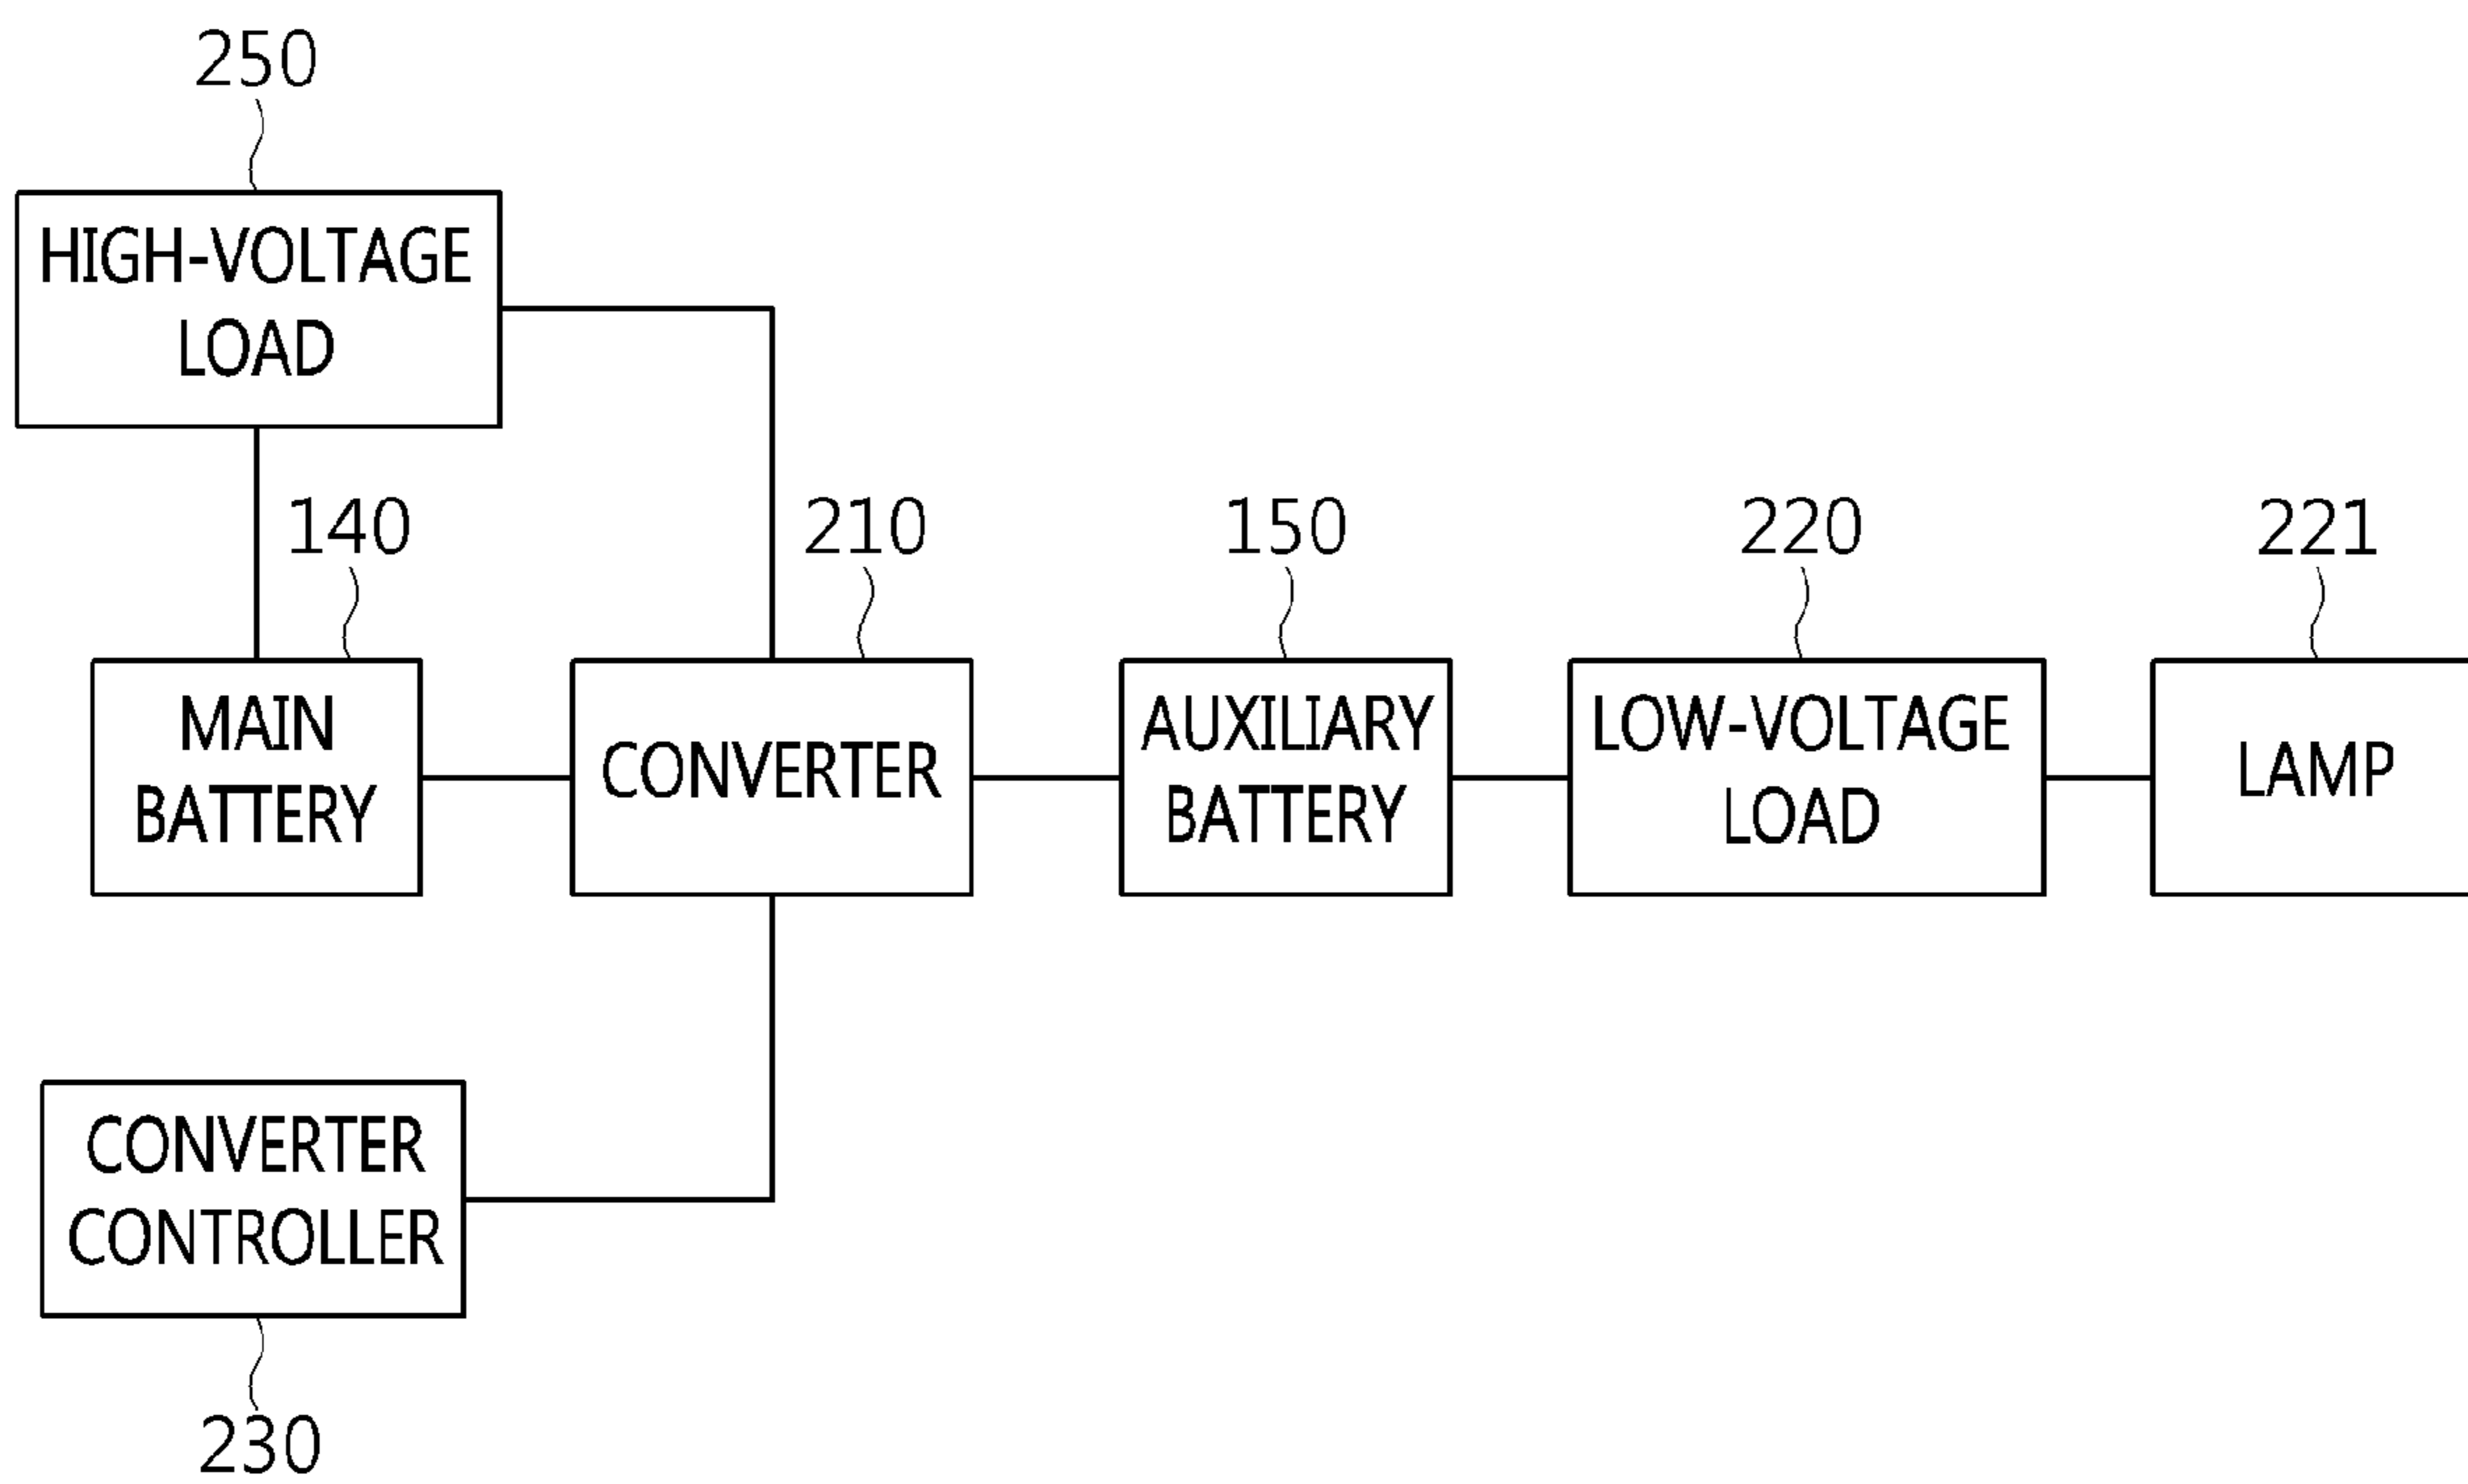 250
HIGH-VOLTAGE
LOAD
140
210
150
220
221
MAIN
BATTERY
CONVERTER
AUXILIARY
BATTERY
LOW-VOLTAGE
LOAD
LAMP
CONVERTER
CONTROLLER
230